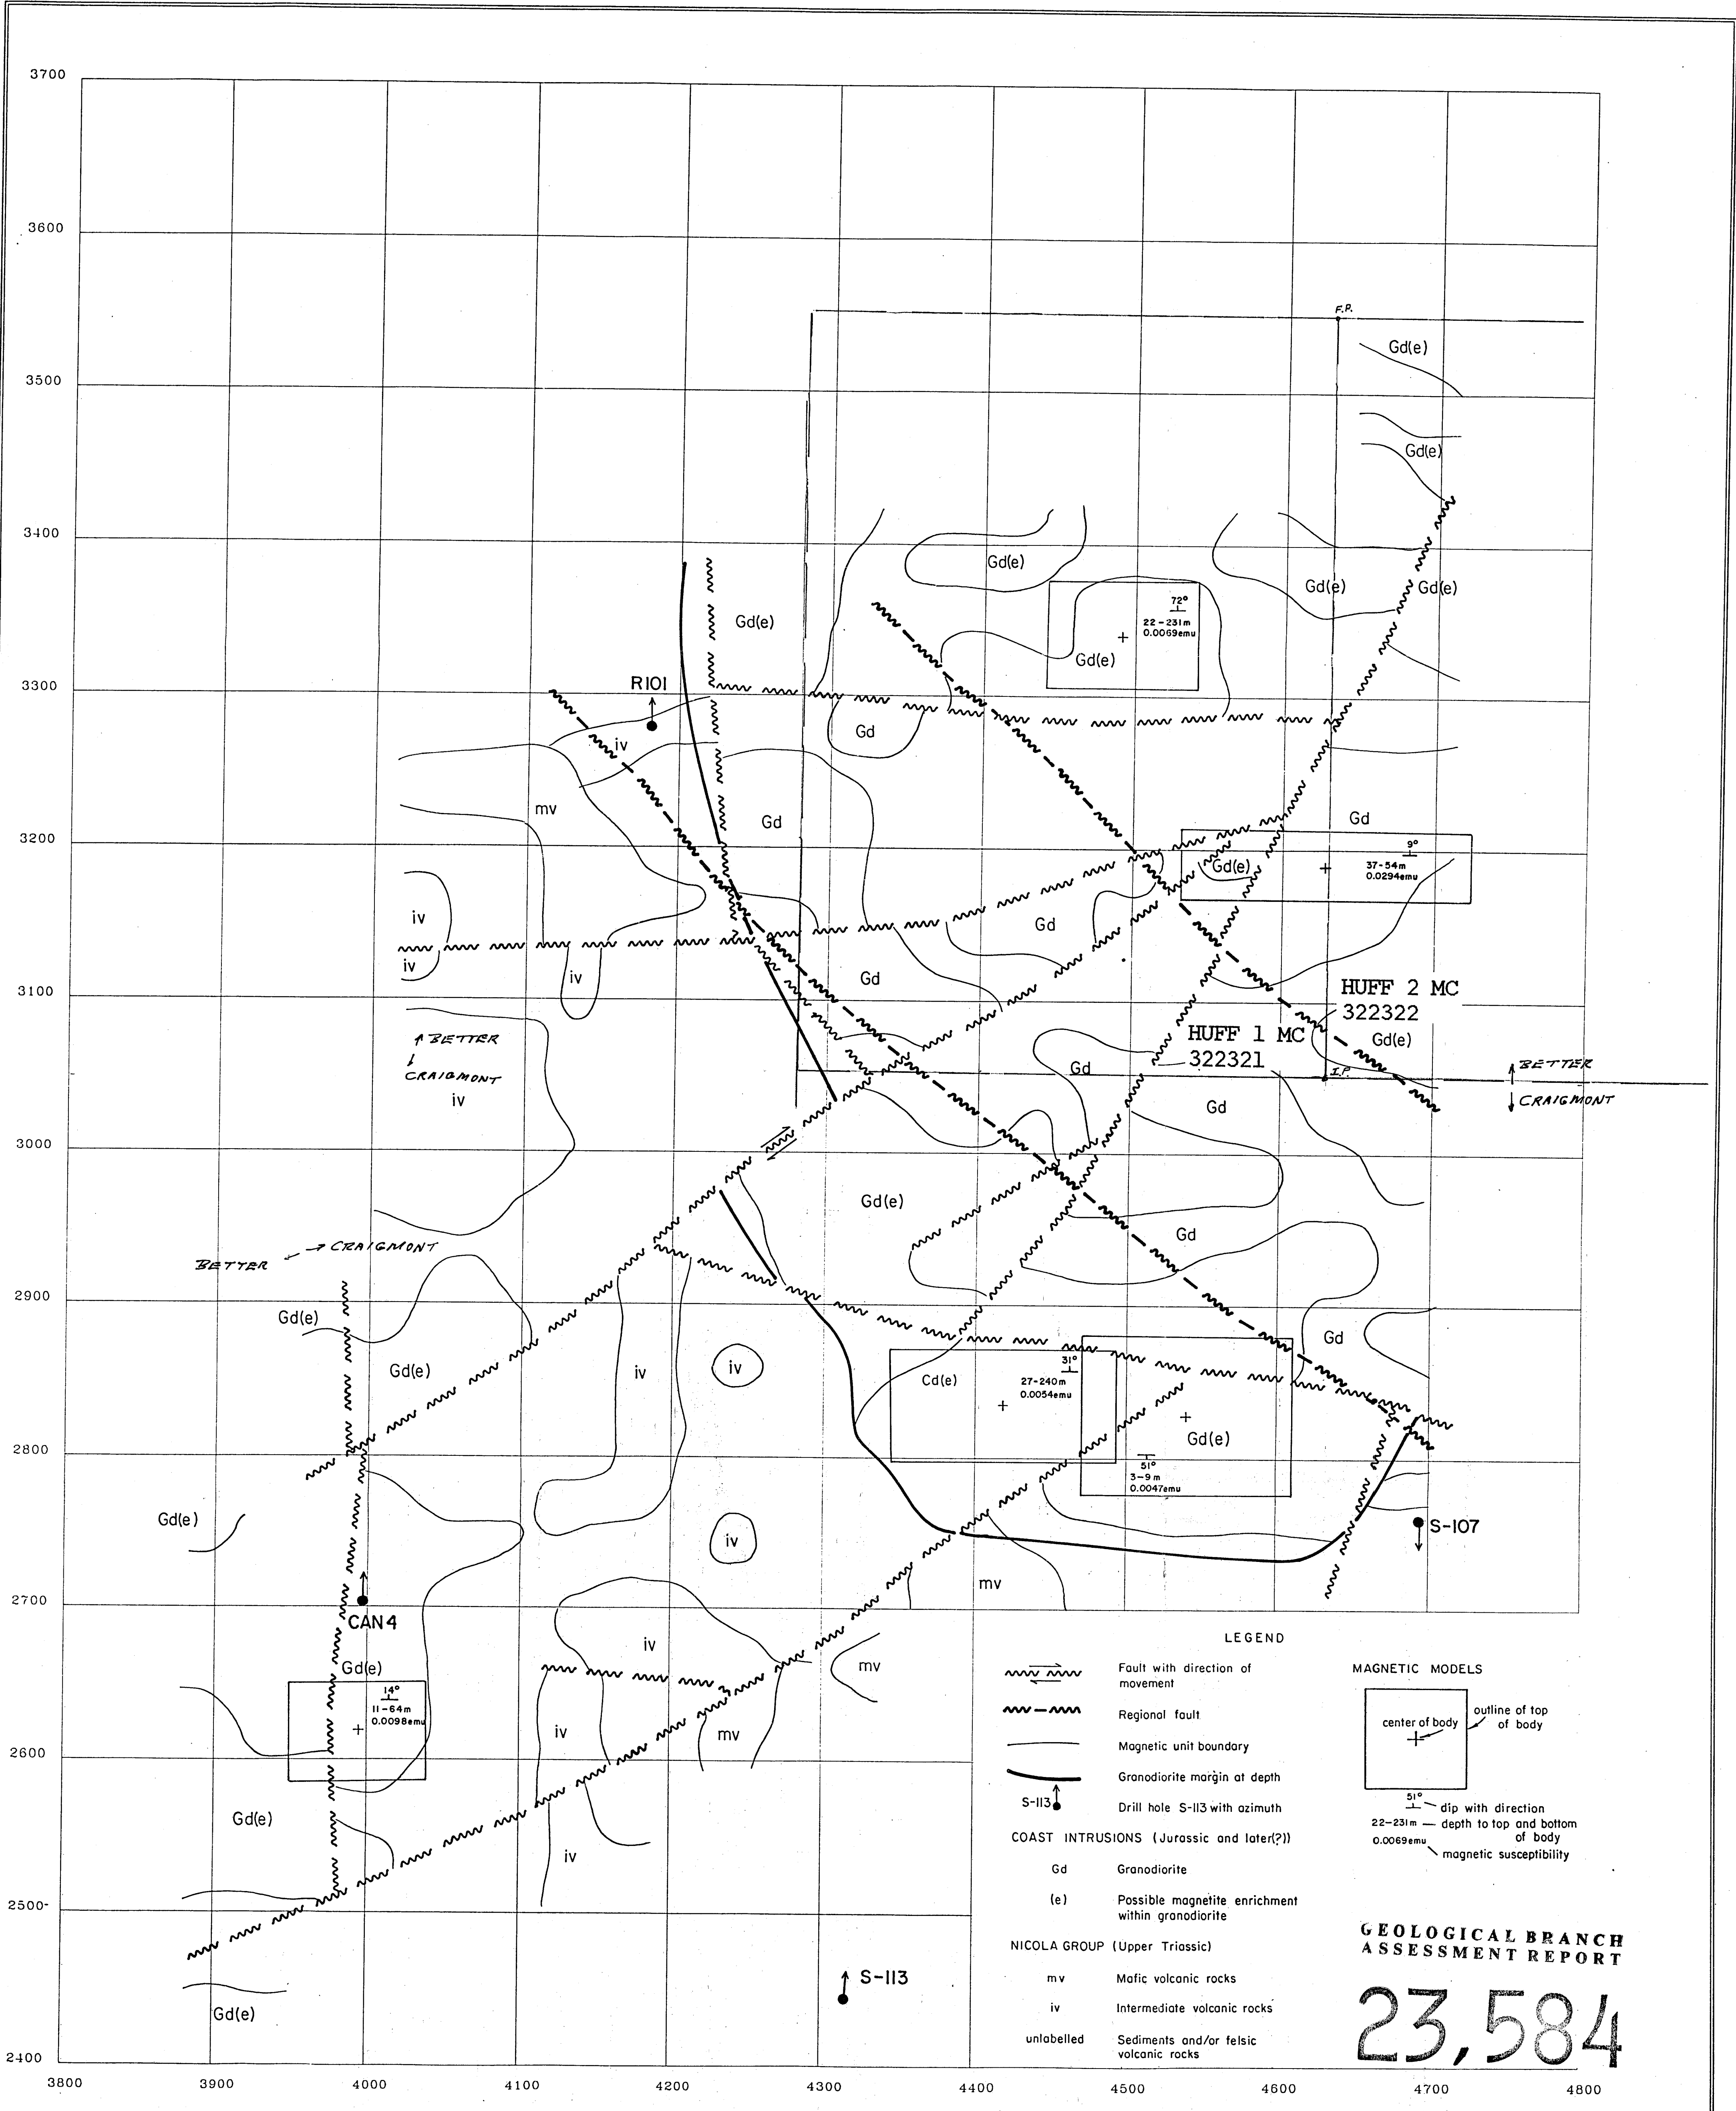 3700
3600
F.P.
Gd(e)
3500
Gd(e)
3400
Gd(e)
Gd(e)
Gd(e)
Gd(e)
72°
22-231m
0.0069emu
Gd(e)
3300
R101
Gd
iv
mv
Gd
Gd
3200
9°
37-54m
0.0294emu
Gd(e)
iv
Gd
iv
iv
Gd
3100
HUFF 2 MC
322322
Gd(e)
HUFF 1 MC
322321
BETTER
CRAIGMONT
iv
Gd
I.P.
BETTER
CRAIGMONT
Gd
3000
Gd(e)
Gd
BETTER
CRAIGMONT
2900
Gd(e)
Gd
Gd(e)
iv
iv
Cd(e)
31°
27-240m
0.0054emu
Gd(e)
2800
51°
3-9m
0.0047emu
Gd(e)
iv
S-107
mv
2700
CAN 4
iv
mv
Gd(e)
14°
11-64m
0.0098emu
iv
mv
2600
Gd(e)
iv
2500
S-113
Gd(e)
2400
3800
3900
4000
4100
4200
4300
4400
4500
4600
4700
4800
LEGEND
Fault with direction of
movement
Regional fault
Magnetic unit boundary
Granodiorite margin at depth
S-113
Drill hole S-113 with azimuth
COAST INTRUSIONS (Jurassic and later(?))
Gd Granodiorite
(e) Possible magnetite enrichment
within granodiorite
NICOLA GROUP (Upper Triassic)
mv Mafic volcanic rocks
iv Intermediate volcanic rocks
unlabelled Sediments and/or felsic
volcanic rocks
MAGNETIC MODELS
center of body
outline of top
of body
51°
dip with direction
22-231m depth to top and bottom
of body
0.0069emu
magnetic susceptibility
GEOLOGICAL BRANCH
ASSESSMENT REPORT
23,584